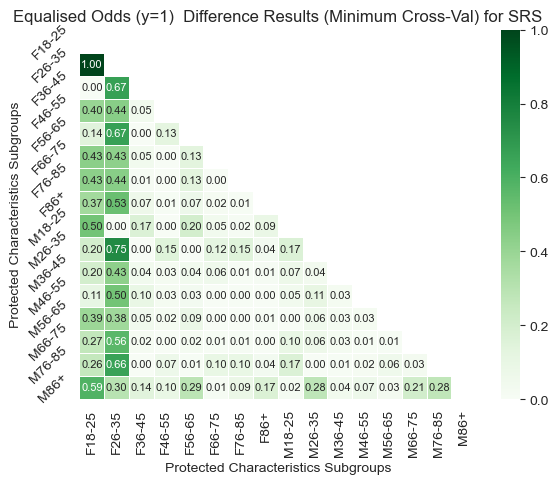 Equalised Odds (y=1)  Difference Results (Minimum Cross-Val) for SRS
Protected Characteristics Subgroups
F18-25
F26-35 1.00
F36-45 0.00 0.67
F46-55 0.40 0.44 0.05
F56-65 0.14 0.67 0.00 0.13
F66-75 0.43 0.43 0.05 0.00 0.13
F76-85 0.43 0.44 0.01 0.00 0.13 0.00
F86+ 0.37 0.53 0.07 0.01 0.07 0.02 0.01
M18-25 0.50 0.00 0.17 0.00 0.20 0.05 0.02 0.09
M26-35 0.20 0.75 0.00 0.15 0.00 0.12 0.15 0.04 0.17
M36-45 0.20 0.43 0.04 0.03 0.04 0.06 0.01 0.01 0.07 0.04
M46-55 0.11 0.50 0.10 0.03 0.03 0.00 0.00 0.00 0.05 0.11 0.03
M56-65 0.39 0.38 0.05 0.02 0.09 0.00 0.00 0.01 0.00 0.06 0.03 0.03
M66-75 0.27 0.56 0.02 0.00 0.02 0.01 0.01 0.00 0.10 0.06 0.03 0.01 0.01
M76-85 0.26 0.66 0.00 0.07 0.01 0.10 0.10 0.04 0.17 0.00 0.01 0.02 0.06 0.03
M86+ 0.59 0.30 0.14 0.10 0.29 0.01 0.09 0.17 0.02 0.28 0.04 0.07 0.03 0.21 0.28
F18-25 F26-35 F36-45 F46-55 F56-65 F66-75 F76-85 F86+ M18-25 M26-35 M36-45 M46-55 M56-65 M66-75 M76-85 M86+
Protected Characteristics Subgroups
1.0
0.8
0.6
0.4
0.2
0.0